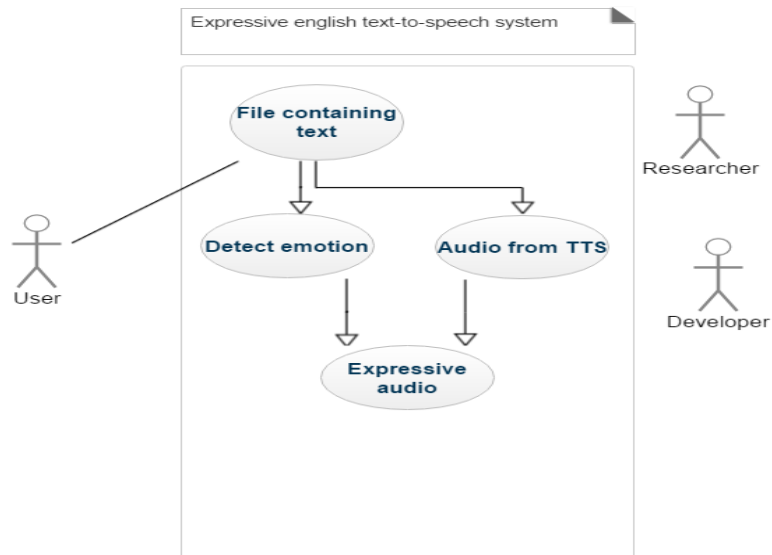 Expressive english text-to-speech system
File containing
text
Researcher
Detect emotion
Audio from TTS
User
Developer
Expressive
audio